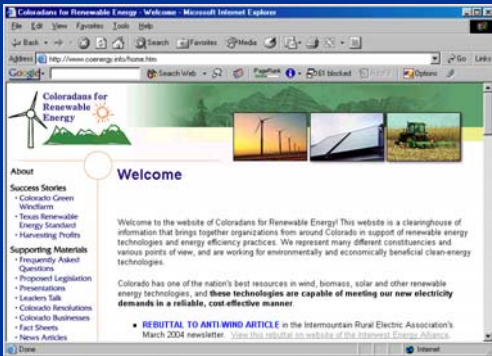 Coloradans for Renewable Energy - Welcome - Microsoft Internet Explorer
File Edit View Favorites Tools Help
Back Search Favorites Media
Address http://www.coenergy.info/home.htm Go Links
Google Search Web PageRank 561 blocked Options
Coloradans for
Renewable
Energy
About
Success Stories
• Colorado Green
Windfarm
• Texas Renewable
Energy Standard
• Harvesting Profits
Supporting Materials
• Frequently Asked
Questions
• Proposed Legislation
• Presentations
• Leaders Talk
• Colorado Resolutions
• Colorado Businesses
• Fact Sheets
• News Articles
Welcome
Welcome to the website of Coloradans for Renewable Energy! This website is a clearinghouse of
information that brings together organizations from around Colorado in support of renewable energy
technologies and energy efficiency practices. We represent many different constituencies and
various points of view, and are working for environmentally and economically beneficial clean-energy
technologies.
Colorado has one of the nation's best resources in wind, biomass, solar and other renewable
energy technologies, and these technologies are capable of meeting our new electricity
demands in a reliable, cost-effective manner.
REBUTTAL TO ANTI-WIND ARTICLE in the Intermountain Rural Electric Association's
March 2004 newsletter. View this rebuttal on website of the Interwest Energy Alliance.
Done Internet